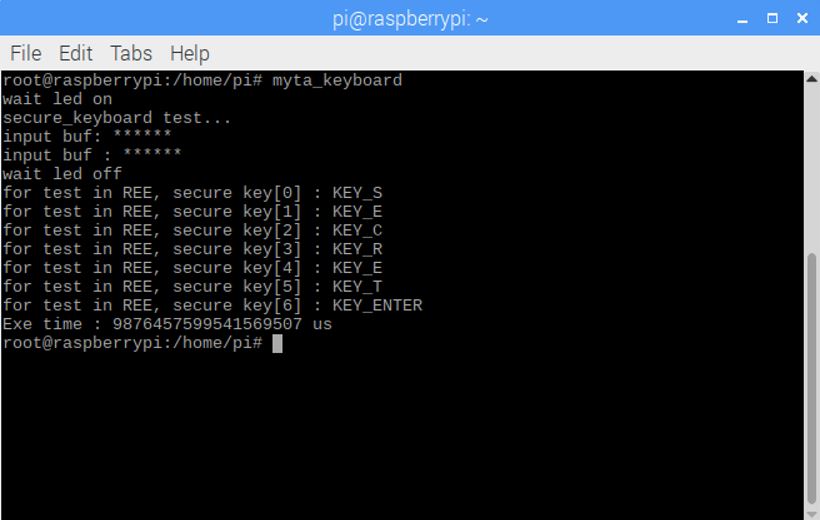 pi@raspberrypi: ~
File Edit Tabs Help
root@raspberrypi:/home/pi# myta_keyboard
wait led on
secure_keyboard test...
input buf: ******
input buf : ******
wait led off
for test in REE, secure key[0] : KEY_S
for test in REE, secure key[1] : KEY_E
for test in REE, secure key[2] : KEY_C
for test in REE, secure key[3] : KEY_R
for test in REE, secure key[4] : KEY_E
for test in REE, secure key[5] : KEY_T
for test in REE, secure key[6] : KEY_ENTER
Exe time : 9876457599541569507 us
root@raspberrypi:/home/pi#